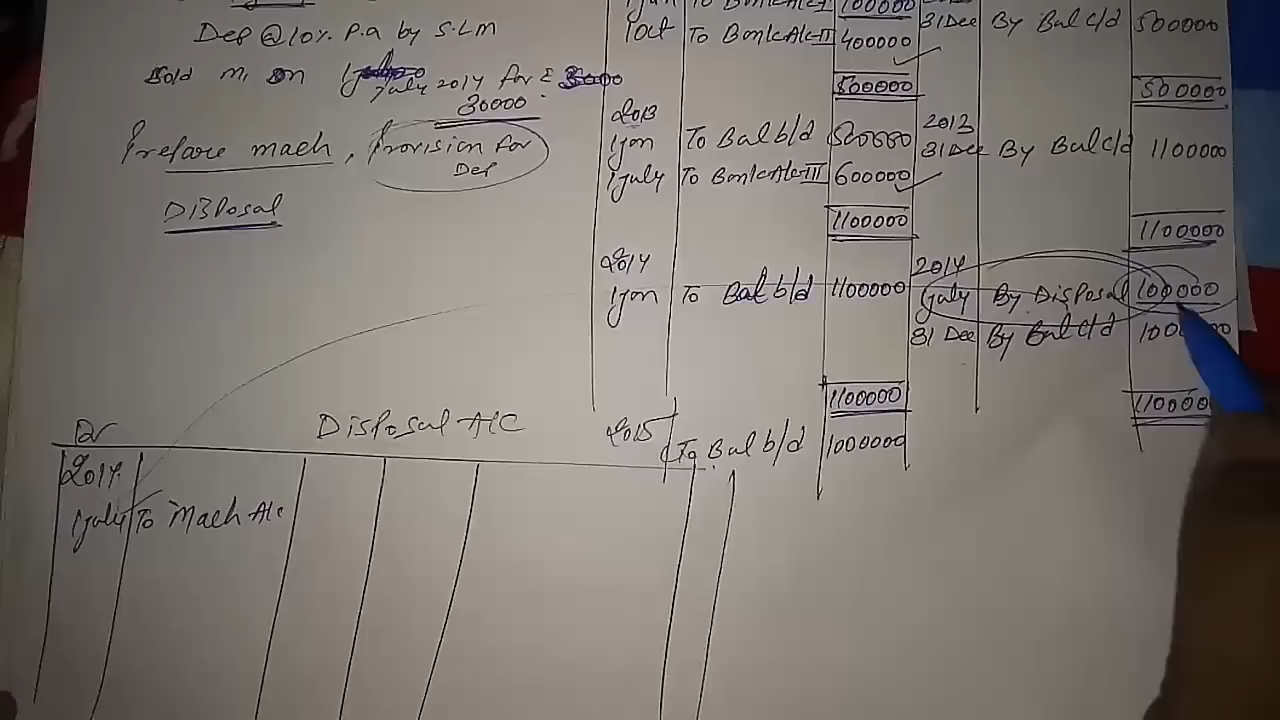 Dep @ 10% P.a by S.L.M
Sold m1 on 1 July 2014 for ₹
30000
Prefare mach, Provision for
Dep
Disposal
To Bank A/c I 100000
31 Dec By Bal c/d 500000
1 oct To Bank A/c II 400000
500000 500000
2013 2013
1 jan To Bal b/d 500000 31 Dec By Bal c/d 1100000
1 july To Bank A/c III 600000
1100000 1100000
2014 2014
1 jan To Bal b/d 1100000 1 july By Disposal 100000
31 Dec By Bal c/d
1100000
2015 To Bal b/d 1000000
Dr Disposal A/C
2014
1 july To Mach A/c